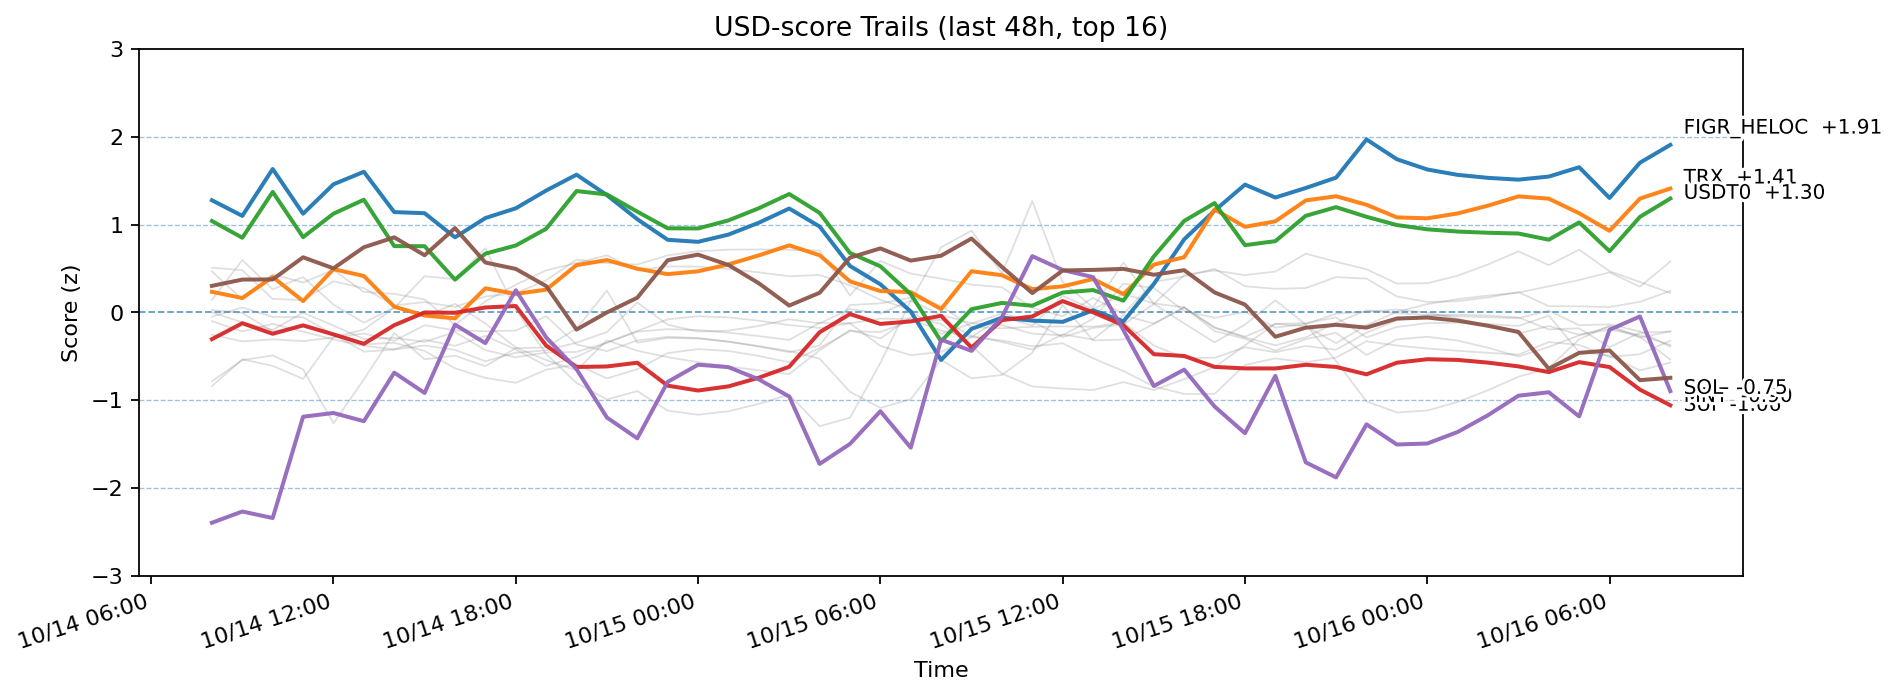 USD-score Trails (last 48h, top 16)
Score (z)
3
2
1
0
−1
−2
−3
FIGR_HELOC +1.91
TRX +1.41
USDT0 +1.30
SOL -0.75
SUI -1.06
10/14 06:00
10/14 12:00
10/14 18:00
10/15 00:00
10/15 06:00
10/15 12:00
10/15 18:00
10/16 00:00
10/16 06:00
Time